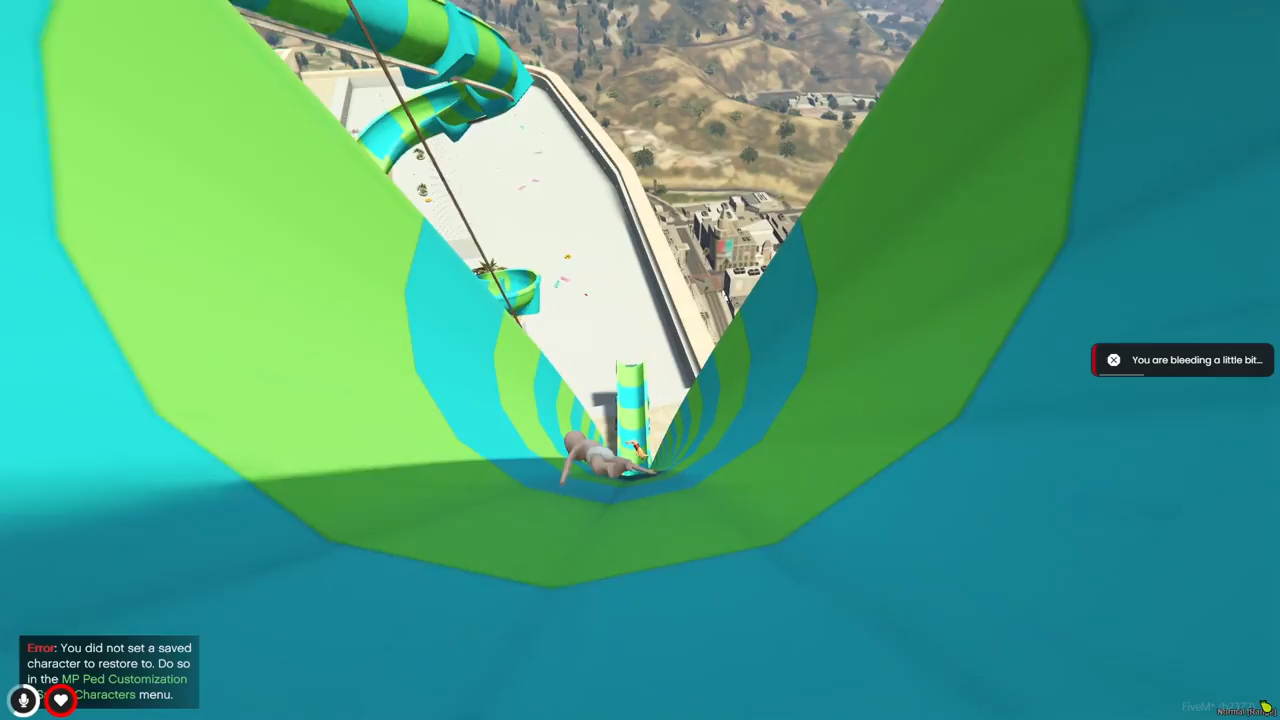 You are bleeding a little bit...
Error: You did not set a saved
character to restore to. Do so
in the MP Ped Customization
Characters menu.
FiveM*